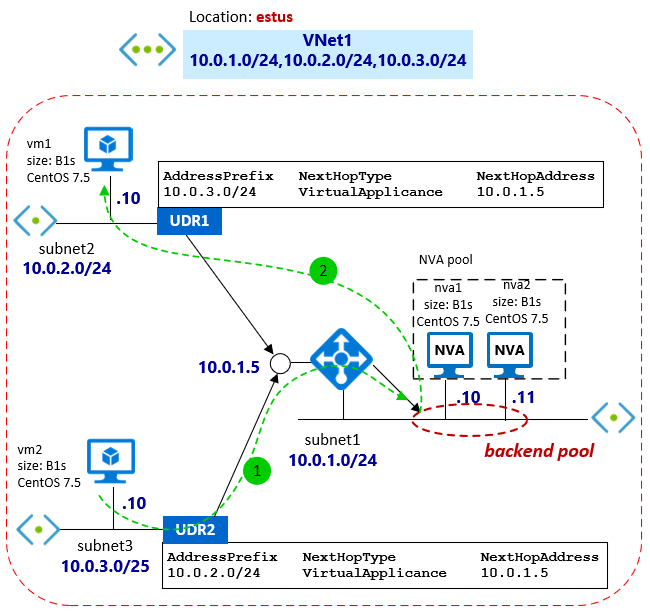 Location: estus
VNet1
10.0.1.0/24,10.0.2.0/24,10.0.3.0/24
vm1
size: B1s
CentOS 7.5
.10
AddressPrefix NextHopType NextHopAddress
10.0.3.0/24 VirtualApplicance 10.0.1.5
UDR1
subnet2
10.0.2.0/24
2
NVA pool
nva1
size: B1s
CentOS 7.5
nva2
size: B1s
CentOS 7.5
NVA
NVA
10.0.1.5
.10
.11
subnet1
10.0.1.0/24
backend pool
1
vm2
size: B1s
CentOS 7.5
.10
UDR2
subnet3
10.0.3.0/25
AddressPrefix NextHopType NextHopAddress
10.0.2.0/24 VirtualApplicance 10.0.1.5